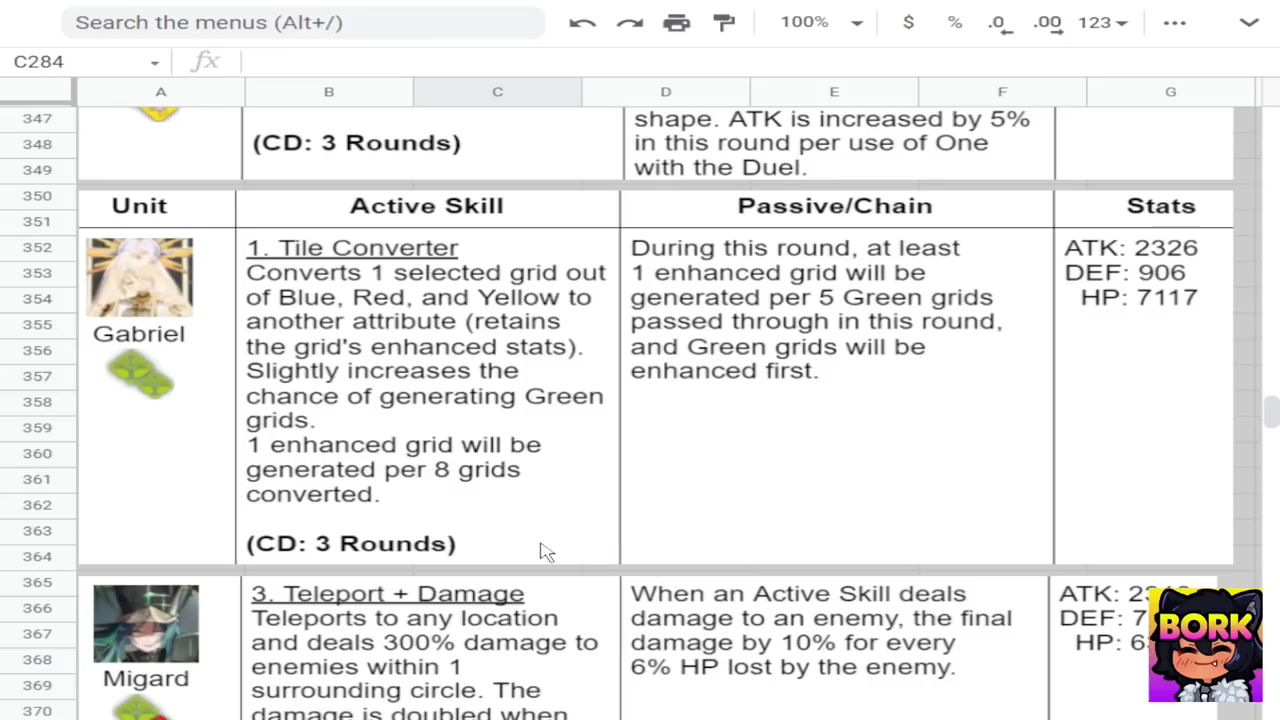 Search the menus (Alt+/)
100%
$
%
.0
.00
123
C284
fx
A
B
C
D
E
F
G
347
348
349
350
351
352
353
354
355
356
357
358
359
360
361
362
363
364
365
366
367
368
369
370
(CD: 3 Rounds)
shape. ATK is increased by 5%
in this round per use of One
with the Duel.
Unit
Active Skill
Passive/Chain
Stats
Gabriel
1. Tile Converter
Converts 1 selected grid out
of Blue, Red, and Yellow to
another attribute (retains
the grid's enhanced stats).
Slightly increases the
chance of generating Green
grids.
1 enhanced grid will be
generated per 8 grids
converted.
(CD: 3 Rounds)
During this round, at least
1 enhanced grid will be
generated per 5 Green grids
passed through in this round,
and Green grids will be
enhanced first.
ATK: 2326
DEF: 906
HP: 7117
Migard
3. Teleport + Damage
Teleports to any location
and deals 300% damage to
enemies within 1
surrounding circle. The
damage is doubled when
When an Active Skill deals
damage to an enemy, the final
damage by 10% for every
6% HP lost by the enemy.
ATK:
DEF:
HP:
BORK